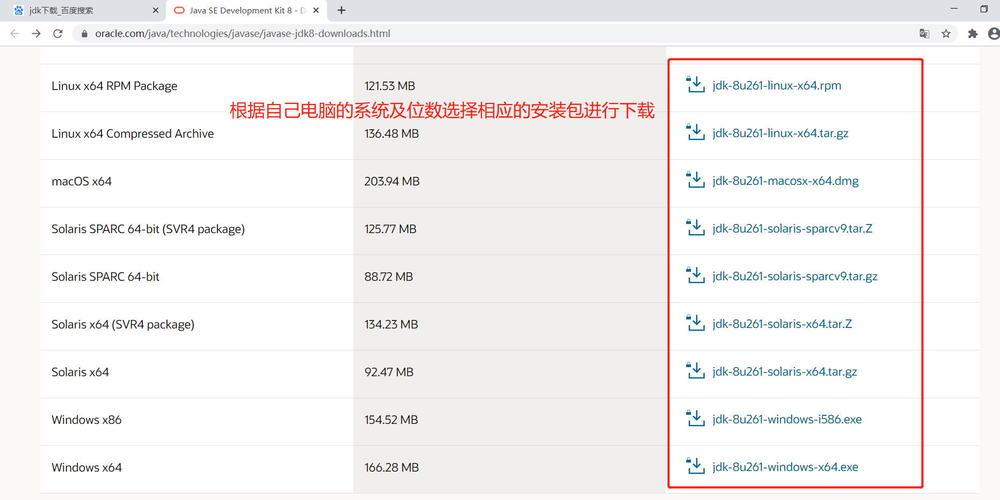 jdk下载_百度搜索
Java SE Development Kit 8 - D
oracle.com/java/technologies/javase/javase-jdk8-downloads.html
Linux x64 RPM Package 121.53 MB jdk-8u261-linux-x64.rpm
根据自己电脑的系统及位数选择相应的安装包进行下载
Linux x64 Compressed Archive 136.48 MB jdk-8u261-linux-x64.tar.gz
macOS x64 203.94 MB jdk-8u261-macosx-x64.dmg
Solaris SPARC 64-bit (SVR4 package) 125.77 MB jdk-8u261-solaris-sparcv9.tar.Z
Solaris SPARC 64-bit 88.72 MB jdk-8u261-solaris-sparcv9.tar.gz
Solaris x64 (SVR4 package) 134.23 MB jdk-8u261-solaris-x64.tar.Z
Solaris x64 92.47 MB jdk-8u261-solaris-x64.tar.gz
Windows x86 154.52 MB jdk-8u261-windows-i586.exe
Windows x64 166.28 MB jdk-8u261-windows-x64.exe